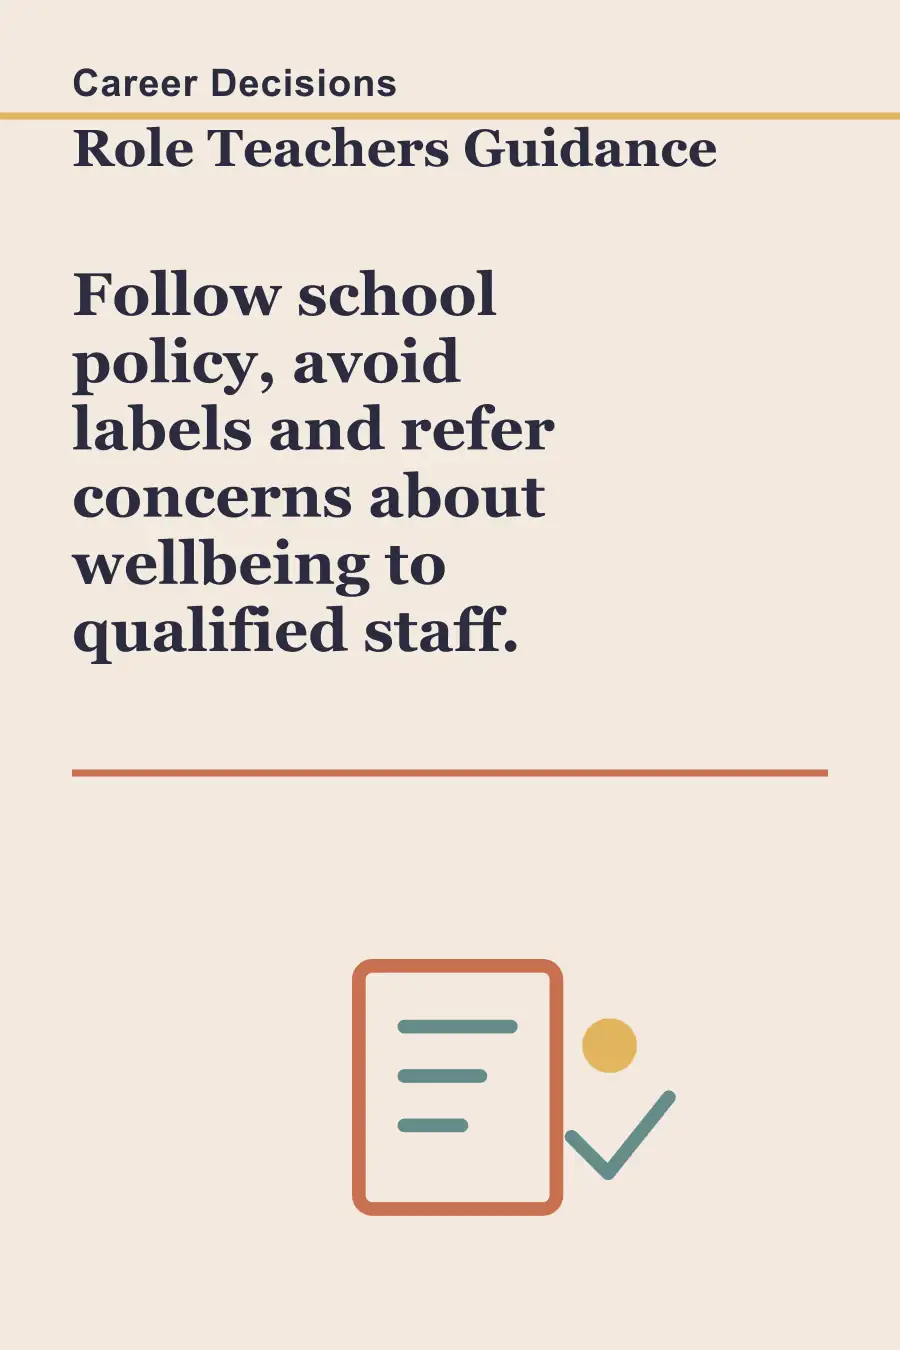 Career Decisions
Role Teachers Guidance
Follow school
policy, avoid
labels and refer
concerns about
wellbeing to
qualified staff.